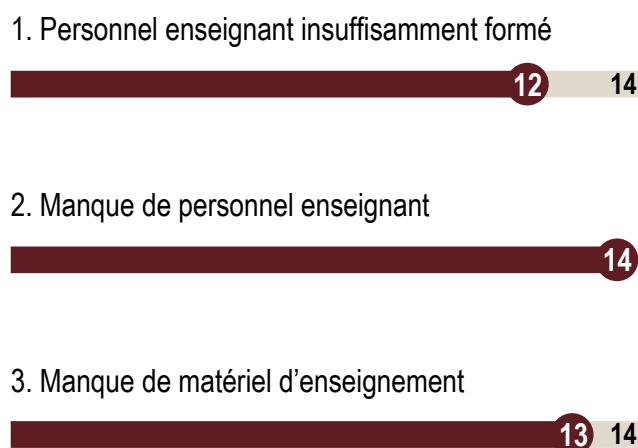 1. Personnel enseignant insuffisamment formé
12 14
2. Manque de personnel enseignant
14
3. Manque de matériel d’enseignement
13 14